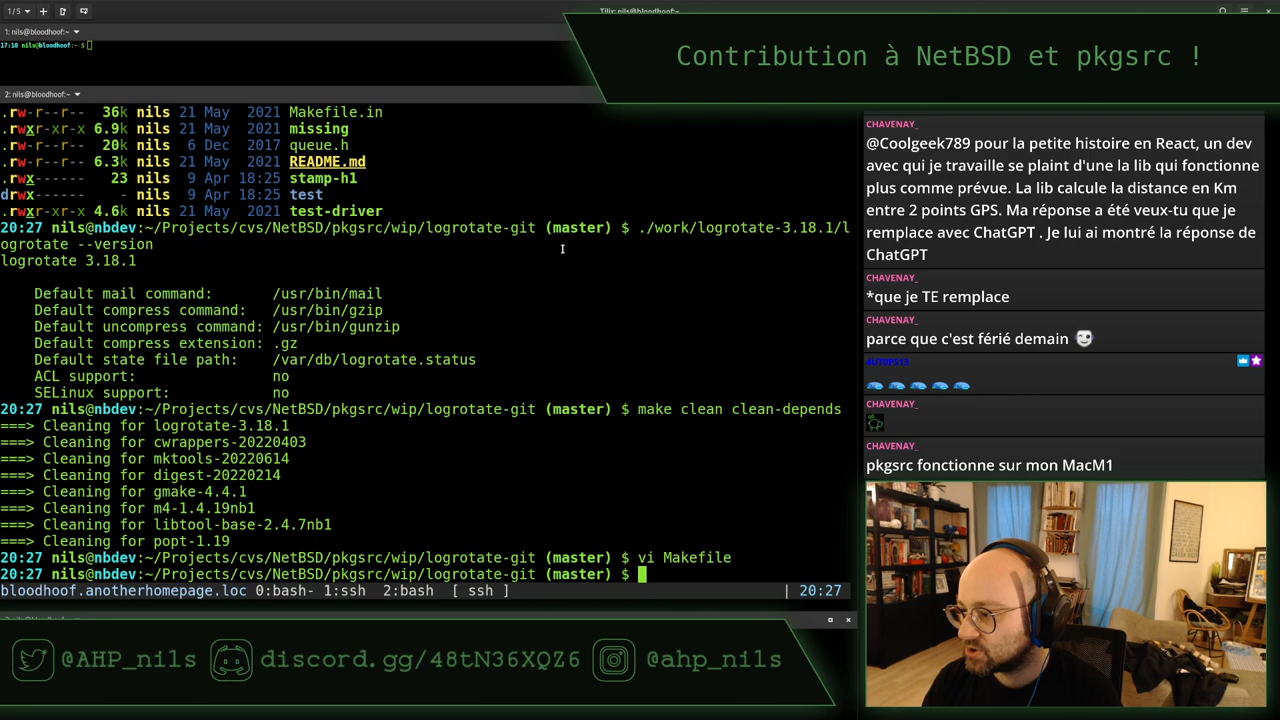 1/5
Tilix: nils@bloodhoof:~
1: nils@bloodhoof:~
17:10 nils@bloodhoof:~ $
Contribution à NetBSD et pkgsrc !
2: nils@bloodhoof:~
.rw-r--r-- 36k nils 21 May 2021 Makefile.in
.rwxr-xr-x 6.9k nils 21 May 2021 missing
.rw-r--r-- 20k nils 6 Dec 2017 queue.h
.rw-r--r-- 6.3k nils 21 May 2021 README.md
.rwx------ 23 nils 9 Apr 18:25 stamp-h1
drwx------ - nils 9 Apr 18:25 test
.rwxr-xr-x 4.6k nils 21 May 2021 test-driver
20:27 nils@nbdev:~/Projects/cvs/NetBSD/pkgsrc/wip/logrotate-git (master) $ ./work/logrotate-3.18.1/l
ogrotate --version
logrotate 3.18.1
Default mail command: /usr/bin/mail
Default compress command: /usr/bin/gzip
Default uncompress command: /usr/bin/gunzip
Default compress extension: .gz
Default state file path: /var/db/logrotate.status
ACL support: no
SELinux support: no
20:27 nils@nbdev:~/Projects/cvs/NetBSD/pkgsrc/wip/logrotate-git (master) $ make clean clean-depends
===> Cleaning for logrotate-3.18.1
===> Cleaning for cwrappers-20220403
===> Cleaning for mktools-20220614
===> Cleaning for digest-20220214
===> Cleaning for gmake-4.4.1
===> Cleaning for m4-1.4.19nb1
===> Cleaning for libtool-base-2.4.7nb1
===> Cleaning for popt-1.19
20:27 nils@nbdev:~/Projects/cvs/NetBSD/pkgsrc/wip/logrotate-git (master) $ vi Makefile
20:27 nils@nbdev:~/Projects/cvs/NetBSD/pkgsrc/wip/logrotate-git (master) $
bloodhoof.anotherhomepage.loc 0:bash- 1:ssh 2:bash [ ssh ] | 20:27
CHAVENAY_
@Coolgeek789 pour la petite histoire en React, un dev
avec qui je travaille se plaint d'une la lib qui fonctionne
plus comme prévue. La lib calcule la distance en Km
entre 2 points GPS. Ma réponse a été veux-tu que je
remplace avec ChatGPT . Je lui ai montré la réponse de
ChatGPT
CHAVENAY_
*que je TE remplace
CHAVENAY_
parce que c'est férié demain
4UT0PS13
CHAVENAY_
CHAVENAY_
pkgsrc fonctionne sur mon MacM1
@AHP_nils discord.gg/48tN36XQZ6 @ahp_nils